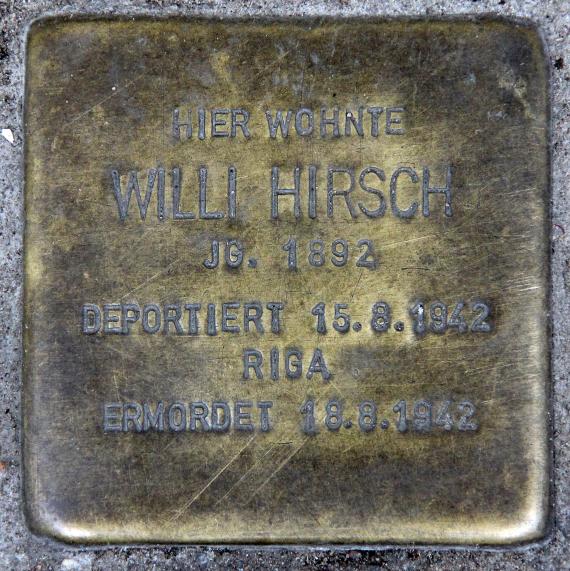 HIER WOHNTE
WILLI HIRSCH
JG. 1892
DEPORTIERT 15.8.1942
RIGA
ERMORDET 18.8.1942